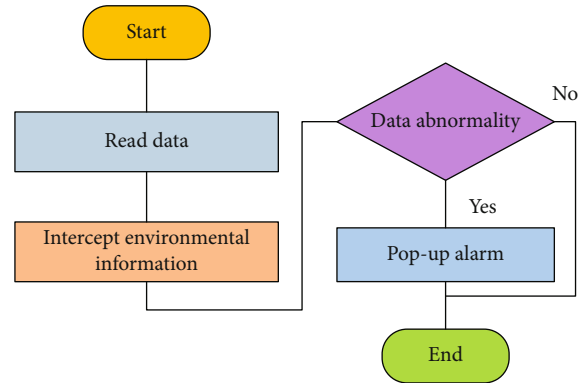 Start
Read data
Intercept environmental
information
Data abnormality
No
Yes
Pop-up alarm
End